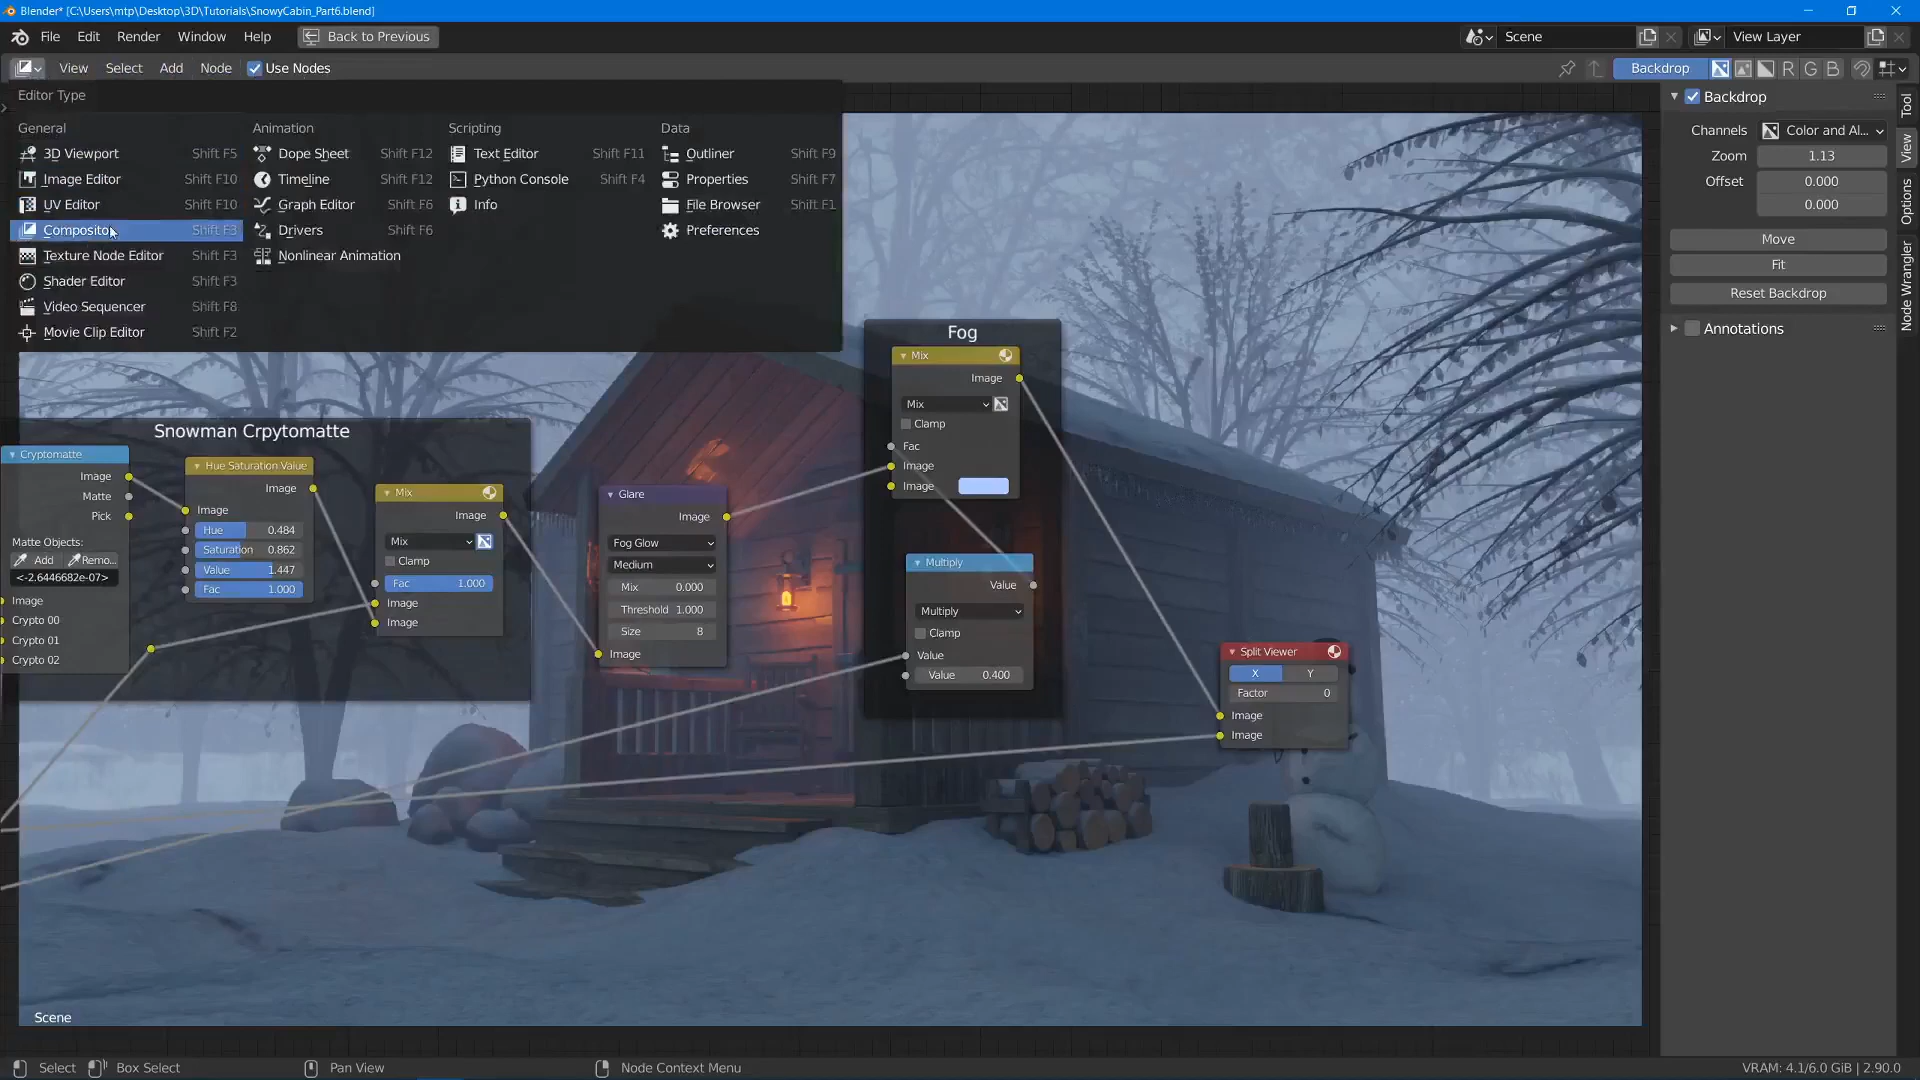 Blender* [C:\Users\mtp\Desktop\3D\Tutorials\SnowyCabin_Part6.blend]
File Edit Render Window Help Back to Previous Scene View Layer
View Select Add Node Use Nodes Backdrop R G B
Editor Type
General Animation Scripting Data
3D Viewport Shift F5 Dope Sheet Shift F12 Text Editor Shift F11 Outliner Shift F9
Image Editor Shift F10 Timeline Shift F12 Python Console Shift F4 Properties Shift F7
UV Editor Shift F10 Graph Editor Shift F6 Info File Browser Shift F1
Compositor Shift F3 Drivers Shift F6 Preferences
Texture Node Editor Shift F3 Nonlinear Animation
Shader Editor Shift F3
Video Sequencer Shift F8
Movie Clip Editor Shift F2
Backdrop
Channels Color and Al...
Zoom 1.13
Offset 0.000
0.000
Move
Fit
Reset Backdrop
Annotations
Tool
View
Options
Node Wrangler
Snowman Crpytomatte
Cryptomatte
Image
Matte
Pick
Matte Objects:
Add Remo...
<-2.6446682e-07>
Image
Crypto 00
Crypto 01
Crypto 02
Hue Saturation Value
Image
Image
Hue 0.484
Saturation 0.862
Value 1.447
Fac 1.000
Mix
Image
Mix
Clamp
Fac 1.000
Image
Image
Glare
Image
Fog Glow
Medium
Mix 0.000
Threshold 1.000
Size 8
Image
Fog
Mix
Image
Mix
Clamp
Fac
Image
Image
Multiply
Value
Multiply
Clamp
Value
Value 0.400
Split Viewer
X Y
Factor 0
Image
Image
Scene
Select Box Select Pan View Node Context Menu VRAM: 4.1/6.0 GiB | 2.90.0